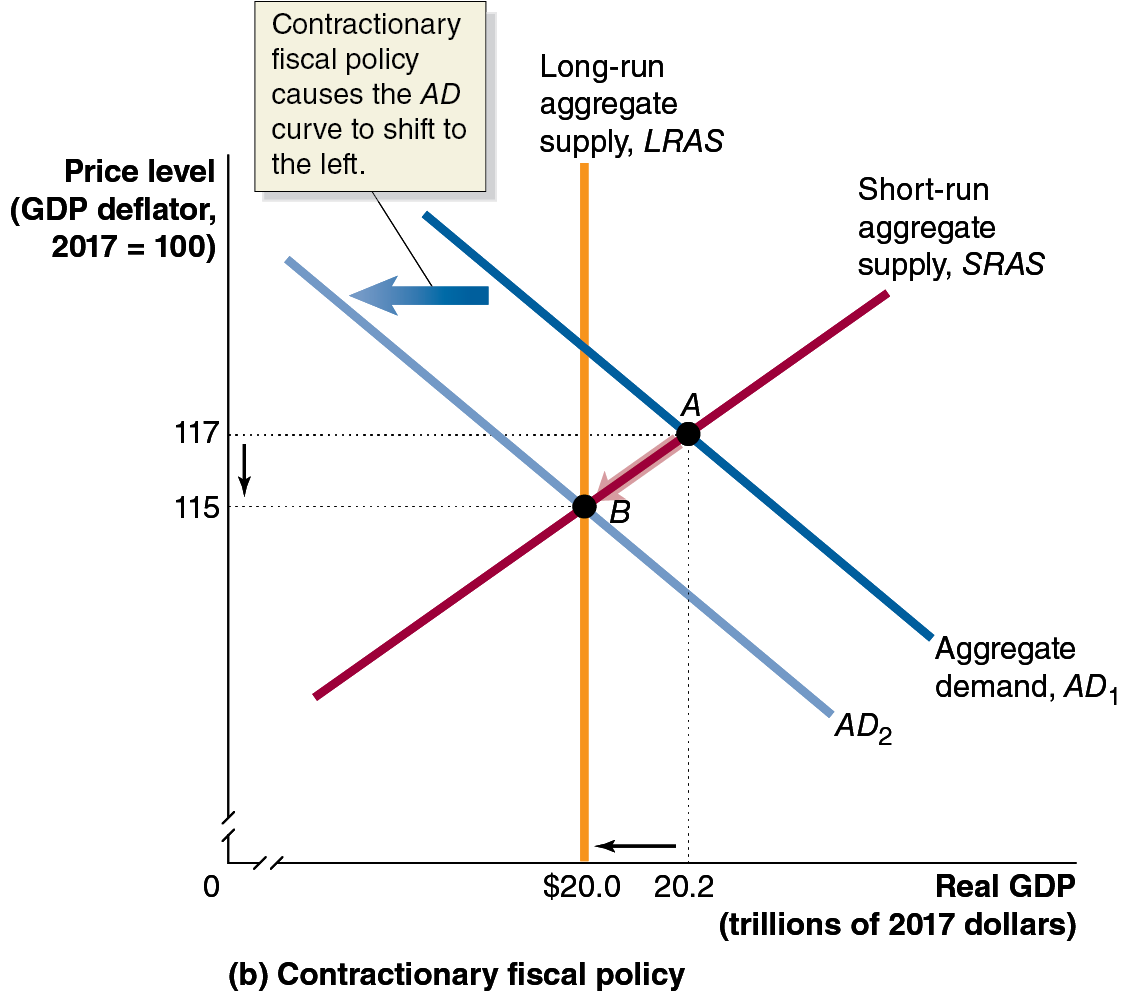 Contractionary
fiscal policy
causes the AD
curve to shift to
the left.
Long-run
aggregate
supply, LRAS
Price level
(GDP deflator,
2017 = 100)
Short-run
aggregate
supply, SRAS
A
117
115
B
Aggregate
demand, AD₁
AD₂
0
$20.0
20.2
Real GDP
(trillions of 2017 dollars)
(b) Contractionary fiscal policy